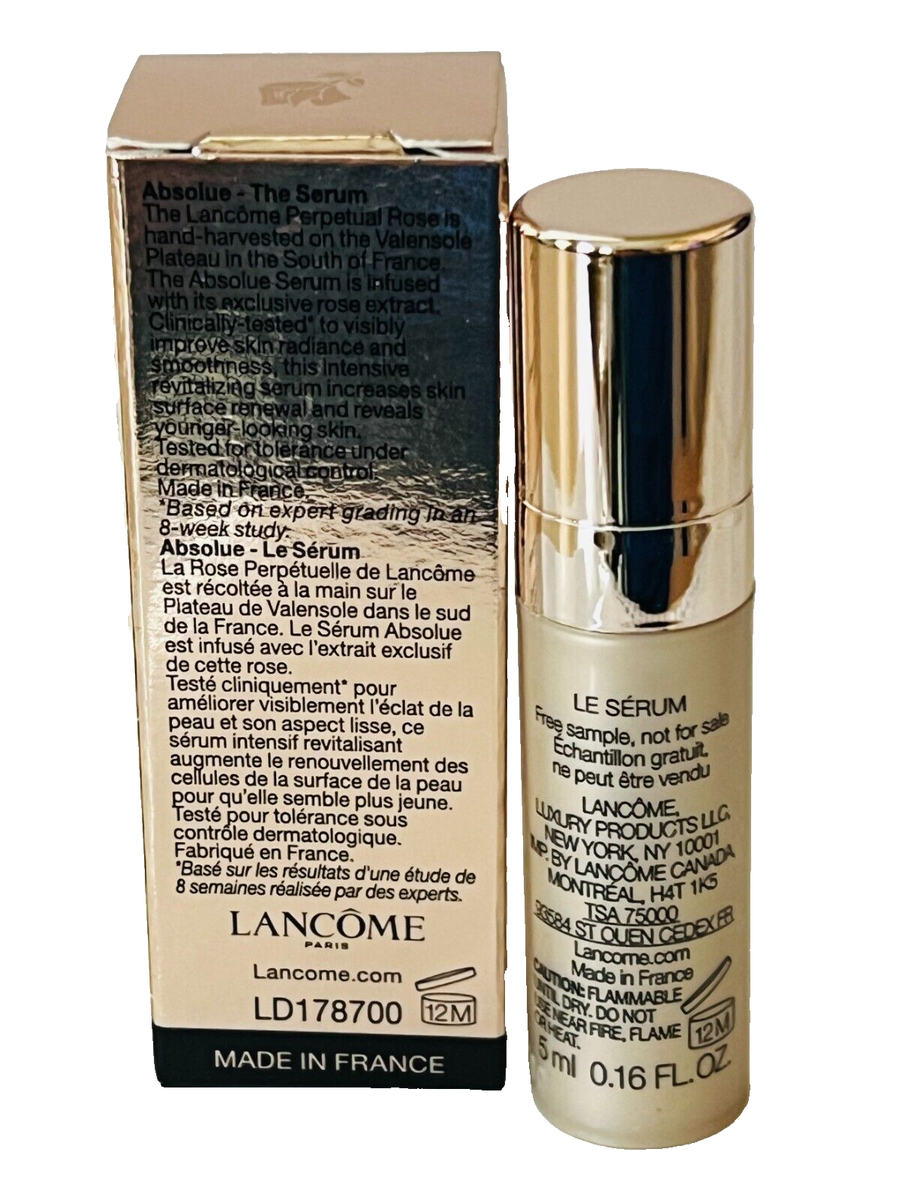 Absolue - The Serum
The Lancôme Perpetual Rose is
hand-harvested on the Valensole
Plateau in the South of France.
The Absolue Serum is infused
with its exclusive rose extract.
Clinically-tested* to visibly
improve skin radiance and
smoothness, this intensive
revitalizing serum increases skin
surface renewal and reveals
younger-looking skin.
Tested for tolerance under
dermatological control.
Made in France.
*Based on expert grading in an
8-week study.
Absolue - Le Sérum
La Rose Perpétuelle de Lancôme
est récoltée à la main sur le
Plateau de Valensole dans le sud
de la France. Le Sérum Absolue
est infusé avec l'extrait exclusif
de cette rose.
Testé cliniquement* pour
améliorer visiblement l'éclat de la
peau et son aspect lisse, ce
sérum intensif revitalisant
augmente le renouvellement des
cellules de la surface de la peau
pour qu'elle semble plus jeune.
Testé pour tolérance sous
contrôle dermatologique.
Fabriqué en France.
*Basé sur les résultats d'une étude de
8 semaines réalisée par des experts.
LANCÔME
PARIS
Lancome.com
LD178700 12M
MADE IN FRANCE
LE SÉRUM
Free sample, not for sale
Échantillon gratuit,
ne peut être vendu
LANCÔME,
LUXURY PRODUCTS LLC,
NEW YORK, NY 10001
IMP. BY LANCÔME CANADA
MONTRÉAL, H4T 1K5
TSA 75000
93584 ST OUEN CEDEX FR
Lancome.com
Made in France
CAUTION: FLAMMABLE
UNTIL DRY. DO NOT
USE NEAR FIRE, FLAME
OR HEAT.
12M
5 ml 0.16 FL. OZ.